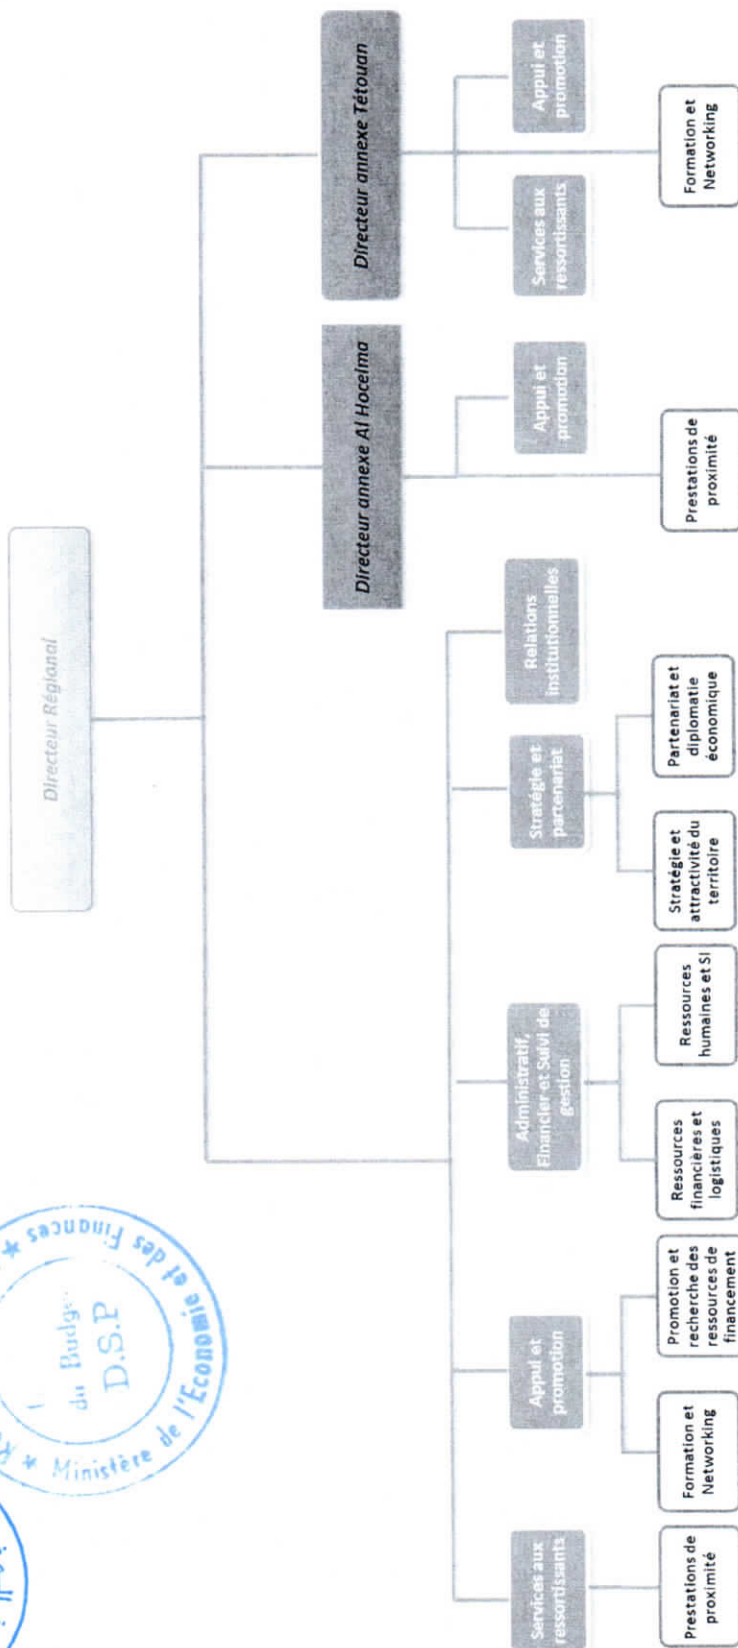 Directeur Régional
Directeur annexe Al Hoceima
Directeur annexe Tétouan
Services aux
ressortissants
Appui et
promotion
Administratif,
Financier et Suivi de
gestion
Stratégie et
partenariat
Relations
institutionnelles
Appui et
promotion
Services aux
ressortissants
Appui et
promotion
Prestations de
proximité
Formation et
Networking
Promotion et
recherche des
ressources de
financement
Ressources
financières et
logistiques
Ressources
humaines et SI
Stratégie et
attractivité du
territoire
Partenariat et
diplomatie
économique
Prestations de
proximité
Formation et
Networking
Ministère de l'Economie et des Finances
du Budget
D.S.P